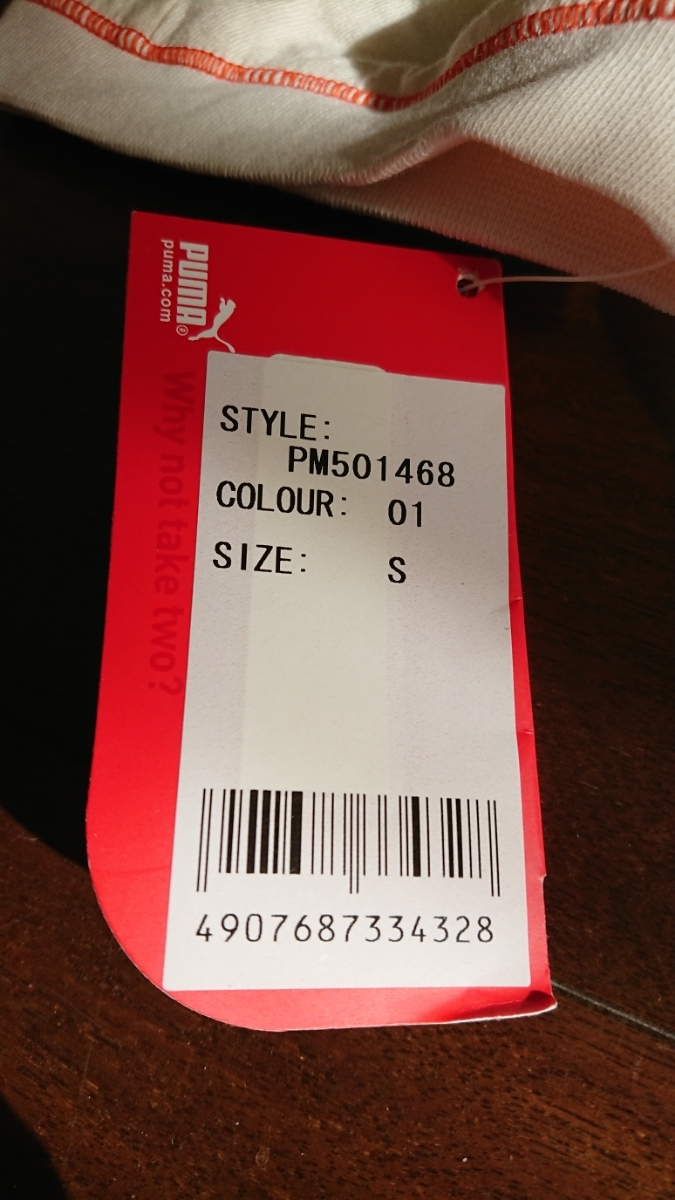 PUMA®
puma.com
Why not take two?
STYLE:
PM501468
COLOUR: 01
SIZE: S
4907687334328